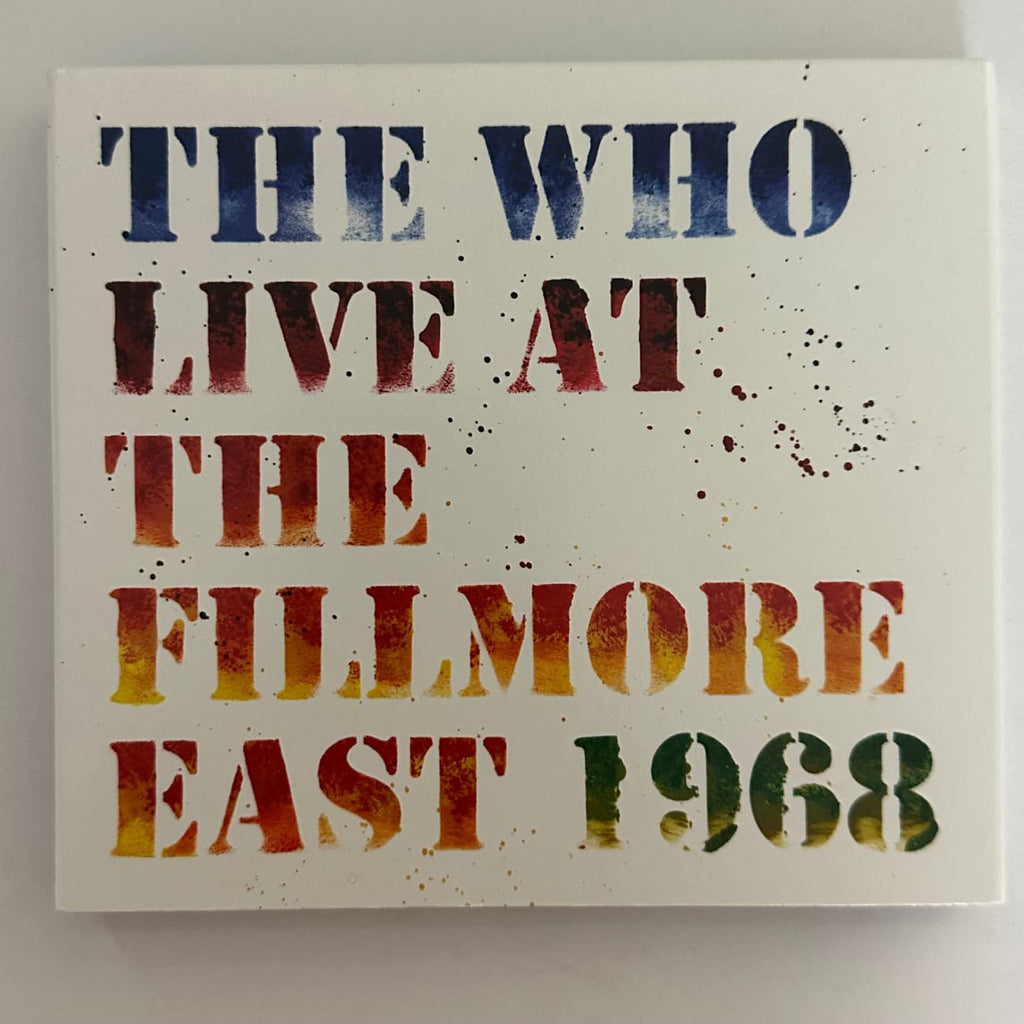 THE WHO
LIVE AT
THE
FILLMORE
EAST 1968